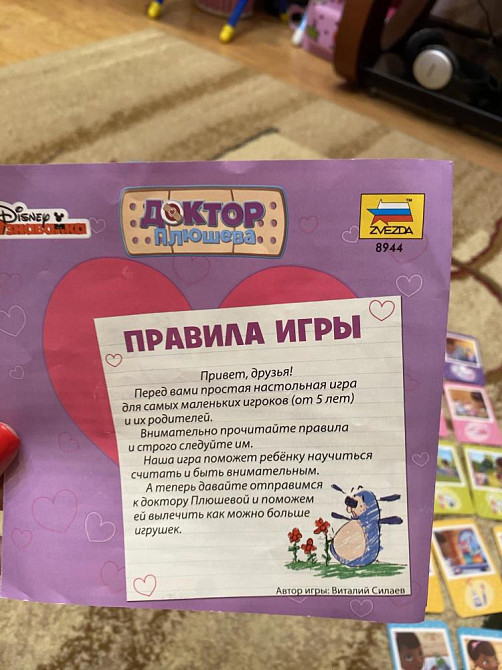 Disney
ДОКТОР
Плюшева
ZVEZDA
8944
ПРАВИЛА ИГРЫ
Привет, друзья!
Перед вами простая настольная игра
для самых маленьких игроков (от 5 лет)
и их родителей.
Внимательно прочитайте правила
и строго следуйте им.
Наша игра поможет ребёнку научиться
считать и быть внимательным.
А теперь давайте отправимся
к доктору Плюшевой и поможем
ей вылечить как можно больше
игрушек.
Автор игры: Виталий Силаев